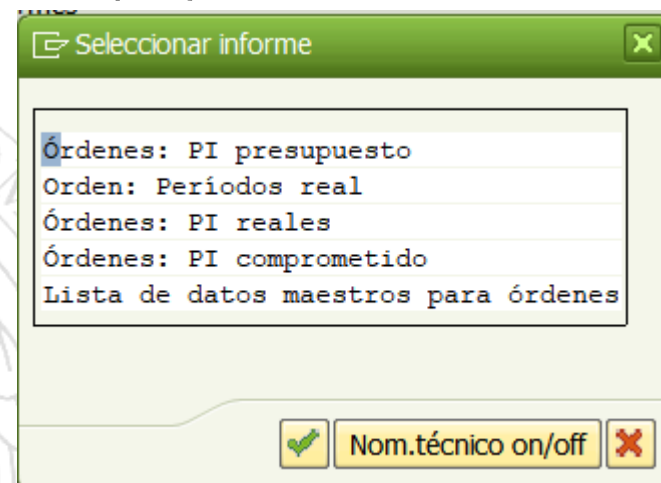 Seleccionar informe
Órdenes: PI presupuesto
Orden: Períodos real
Órdenes: PI reales
Órdenes: PI comprometido
Lista de datos maestros para órdenes
Nom.técnico on/off